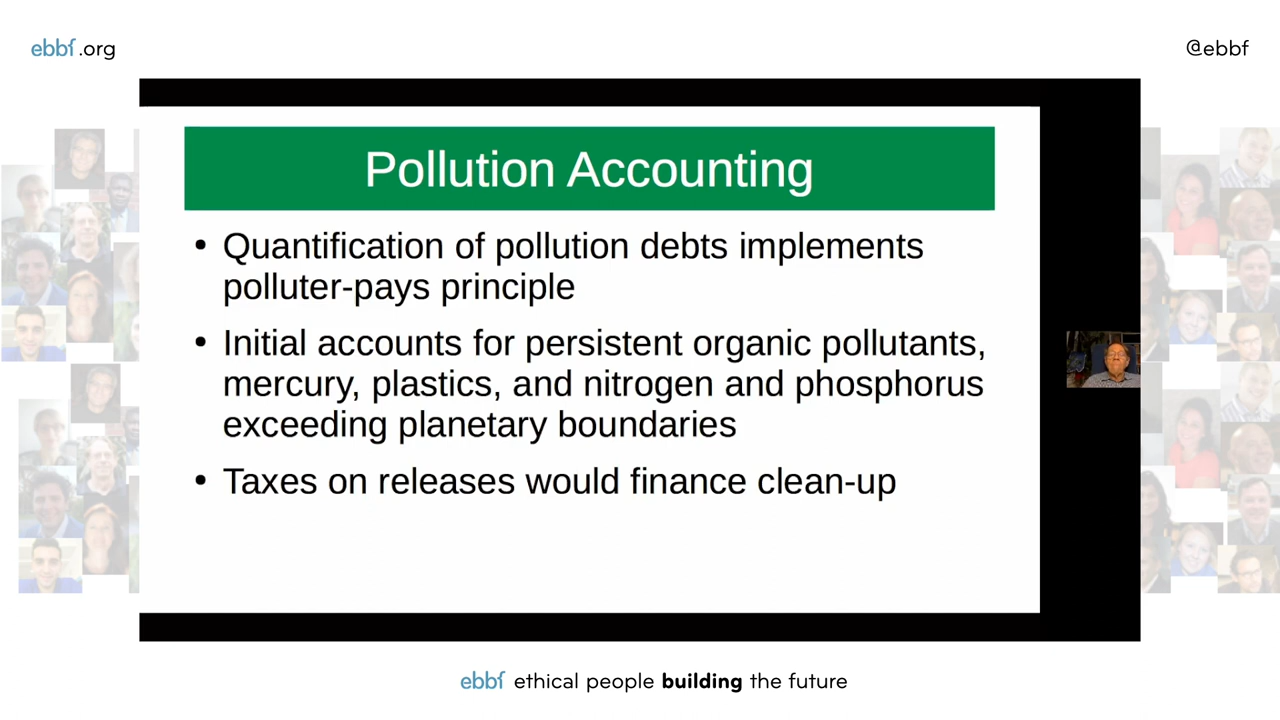 ebbf.org
@ebbf
Pollution Accounting
• Quantification of pollution debts implements
polluter-pays principle
• Initial accounts for persistent organic pollutants,
mercury, plastics, and nitrogen and phosphorus
exceeding planetary boundaries
• Taxes on releases would finance clean-up
ebbf ethical people building the future